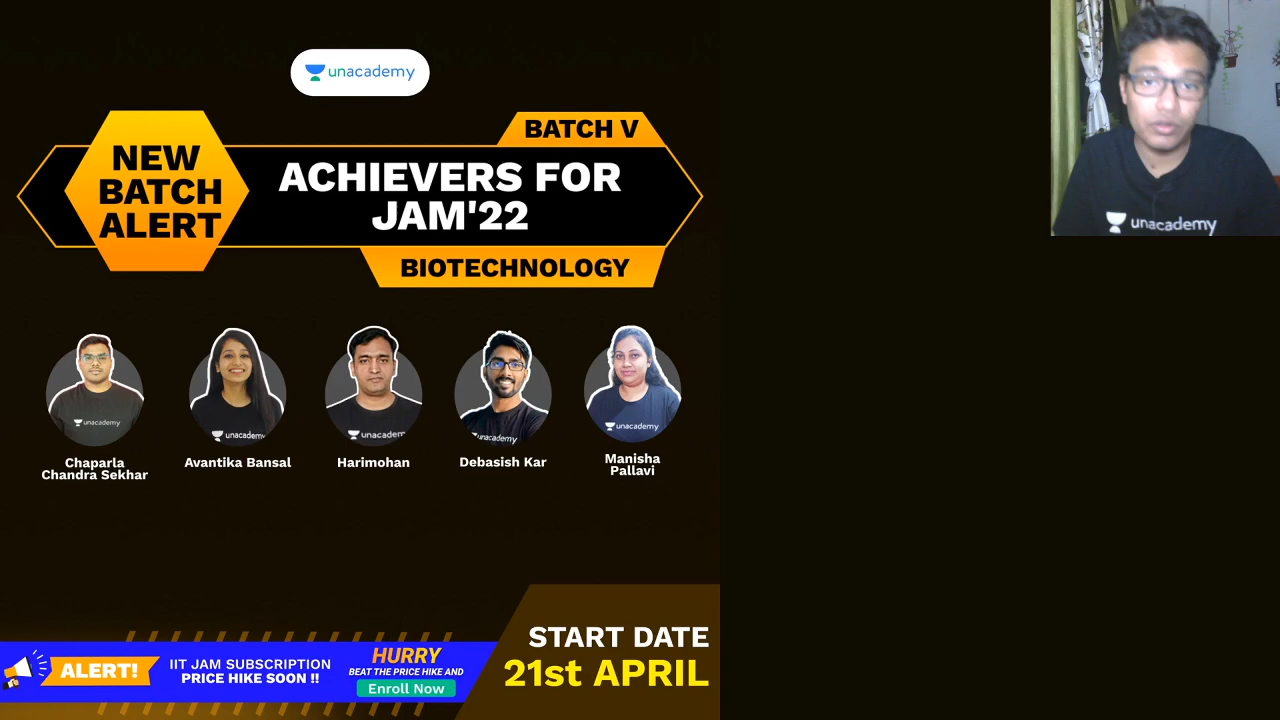 unacademy
NEW
BATCH
ALERT
BATCH V
ACHIEVERS FOR
JAM'22
BIOTECHNOLOGY
unacademy
unacademy
unacademy
unacademy
unacademy
unacademy
Chaparla
Chandra Sekhar
Avantika Bansal
Harimohan
Debasish Kar
Manisha
Pallavi
START DATE
21st APRIL
ALERT!
IIT JAM SUBSCRIPTION
PRICE HIKE SOON !!
HURRY
BEAT THE PRICE HIKE AND
Enroll Now